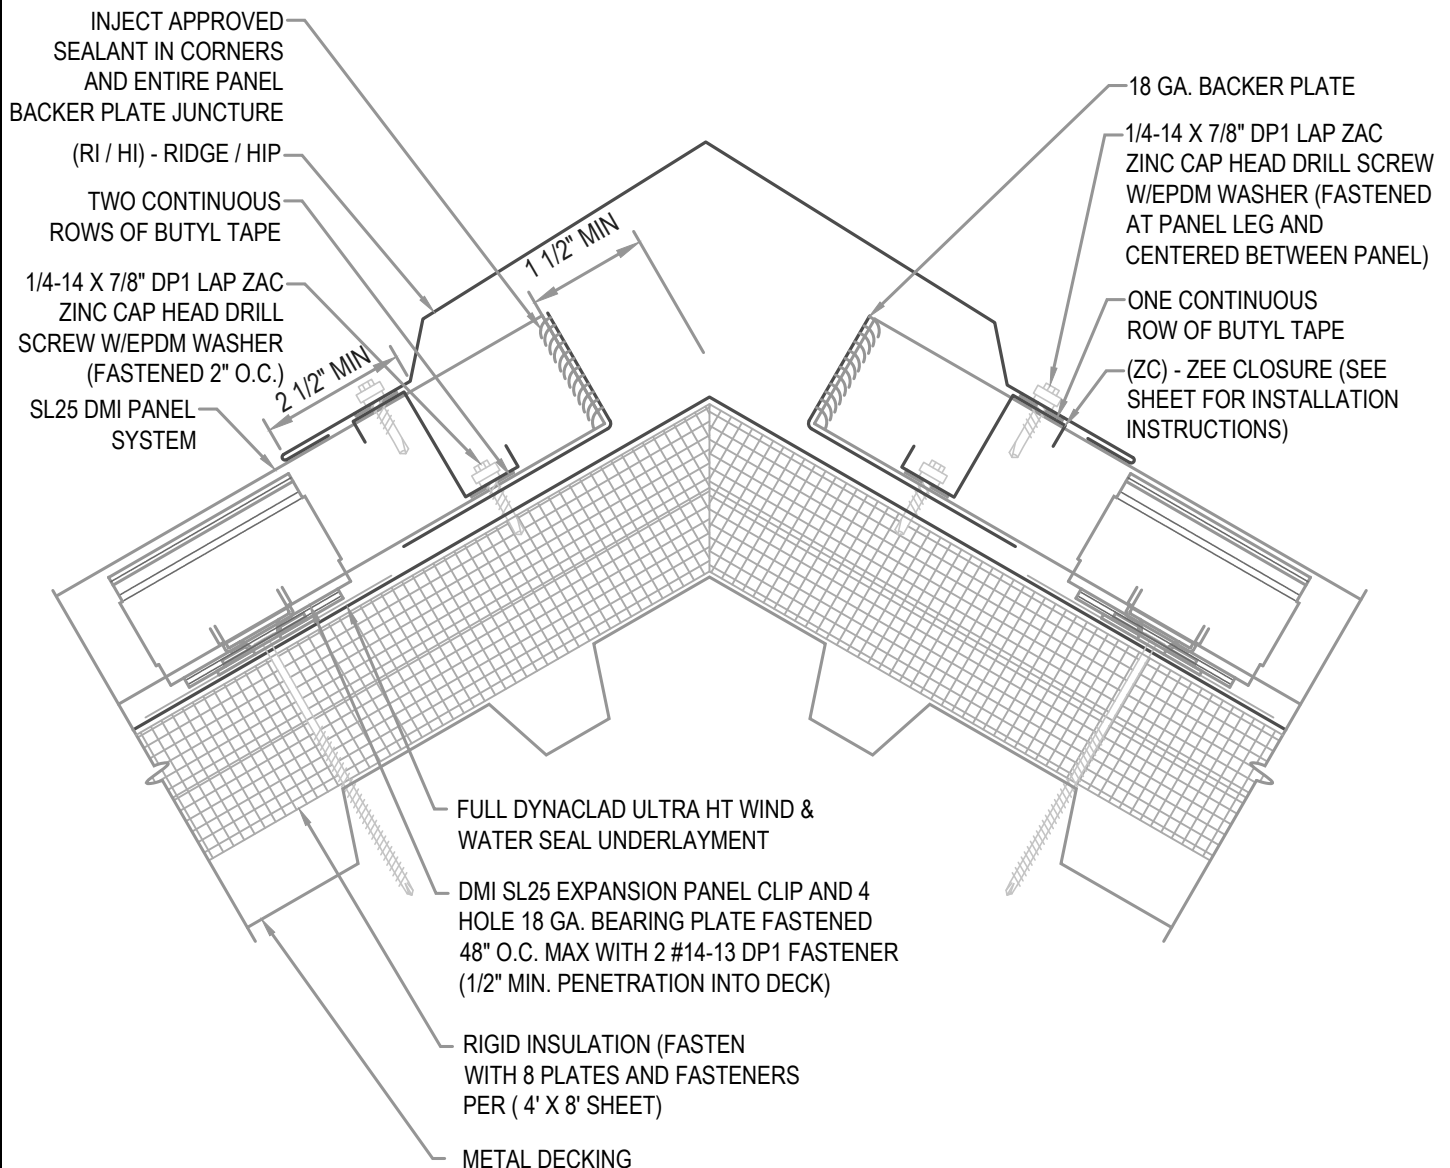 INJECT APPROVED
SEALANT IN CORNERS
AND ENTIRE PANEL
BACKER PLATE JUNCTURE
(RI / HI) - RIDGE / HIP
TWO CONTINUOUS
ROWS OF BUTYL TAPE
1/4-14 X 7/8" DP1 LAP ZAC
ZINC CAP HEAD DRILL
SCREW W/EPDM WASHER
(FASTENED 2" O.C.)
SL25 DMI PANEL
SYSTEM
2 1/2" MIN
1 1/2" MIN
18 GA. BACKER PLATE
1/4-14 X 7/8" DP1 LAP ZAC
ZINC CAP HEAD DRILL SCREW
W/EPDM WASHER (FASTENED
AT PANEL LEG AND
CENTERED BETWEEN PANEL)
ONE CONTINUOUS
ROW OF BUTYL TAPE
(ZC) - ZEE CLOSURE (SEE
SHEET FOR INSTALLATION
INSTRUCTIONS)
FULL DYNACLAD ULTRA HT WIND &
WATER SEAL UNDERLAYMENT
DMI SL25 EXPANSION PANEL CLIP AND 4
HOLE 18 GA. BEARING PLATE FASTENED
48" O.C. MAX WITH 2 #14-13 DP1 FASTENER
(1/2" MIN. PENETRATION INTO DECK)
RIGID INSULATION (FASTEN
WITH 8 PLATES AND FASTENERS
PER ( 4' X 8' SHEET)
METAL DECKING